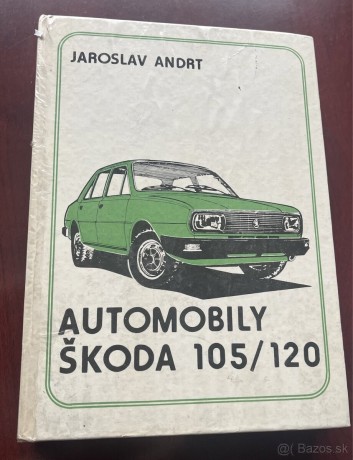 JAROSLAV ANDRT
AUTOMOBILY
ŠKODA 105/120
@( Bazos.sk